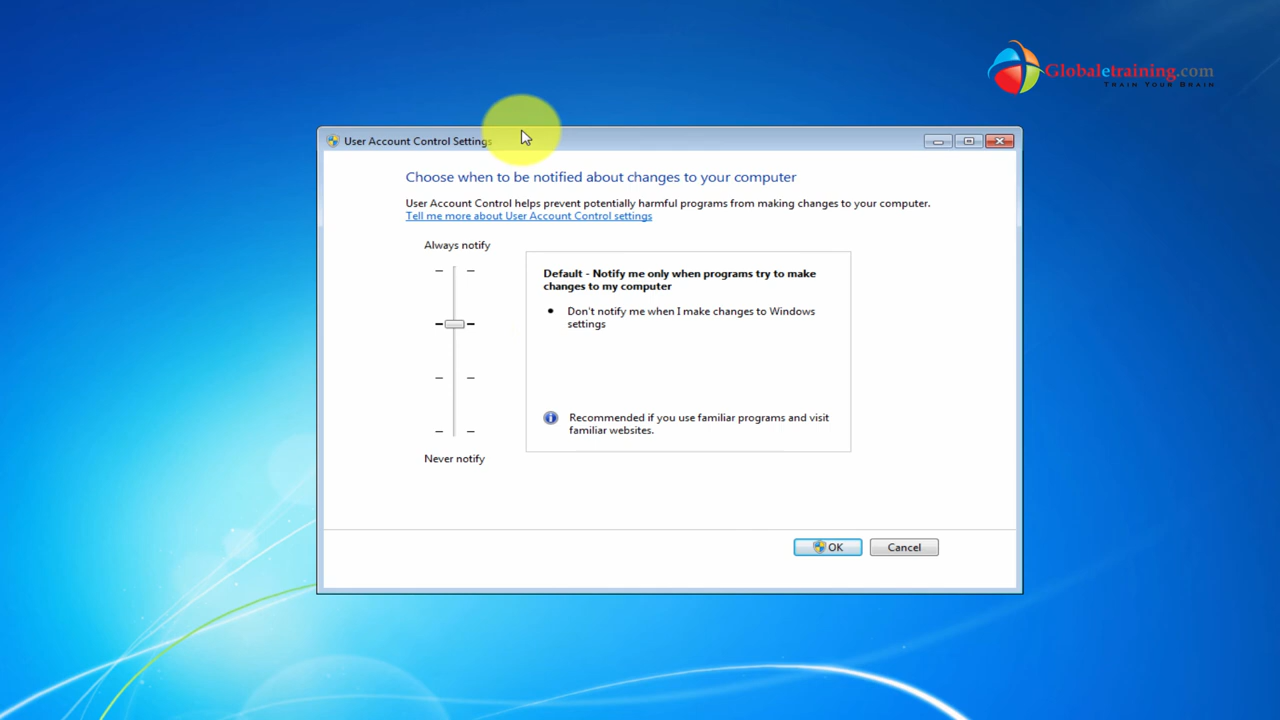 Globaletraining.com
TRAIN YOUR BRAIN
User Account Control Settings
Choose when to be notified about changes to your computer
User Account Control helps prevent potentially harmful programs from making changes to your computer.
Tell me more about User Account Control settings
Always notify
Default - Notify me only when programs try to make
changes to my computer
Don't notify me when I make changes to Windows
settings
Recommended if you use familiar programs and visit
familiar websites.
Never notify
OK
Cancel